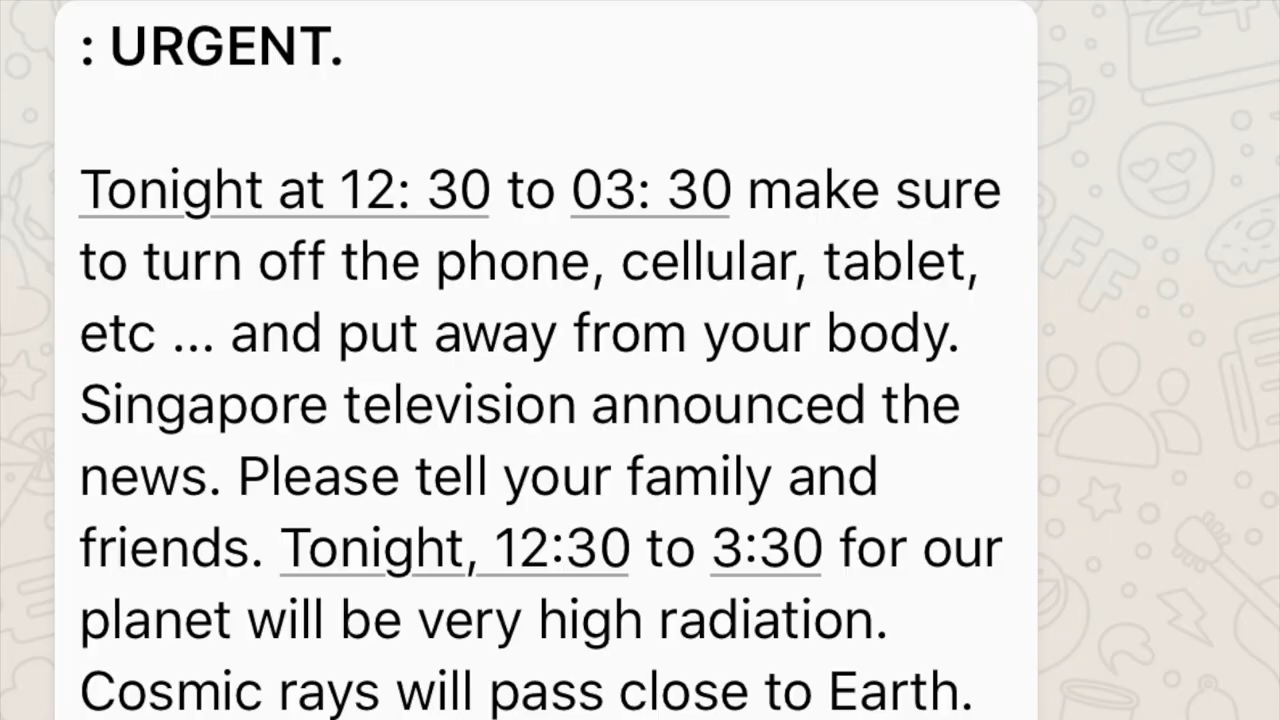 : URGENT.
Tonight at 12: 30 to 03: 30 make sure
to turn off the phone, cellular, tablet,
etc ... and put away from your body.
Singapore television announced the
news. Please tell your family and
friends. Tonight, 12:30 to 3:30 for our
planet will be very high radiation.
Cosmic rays will pass close to Earth.